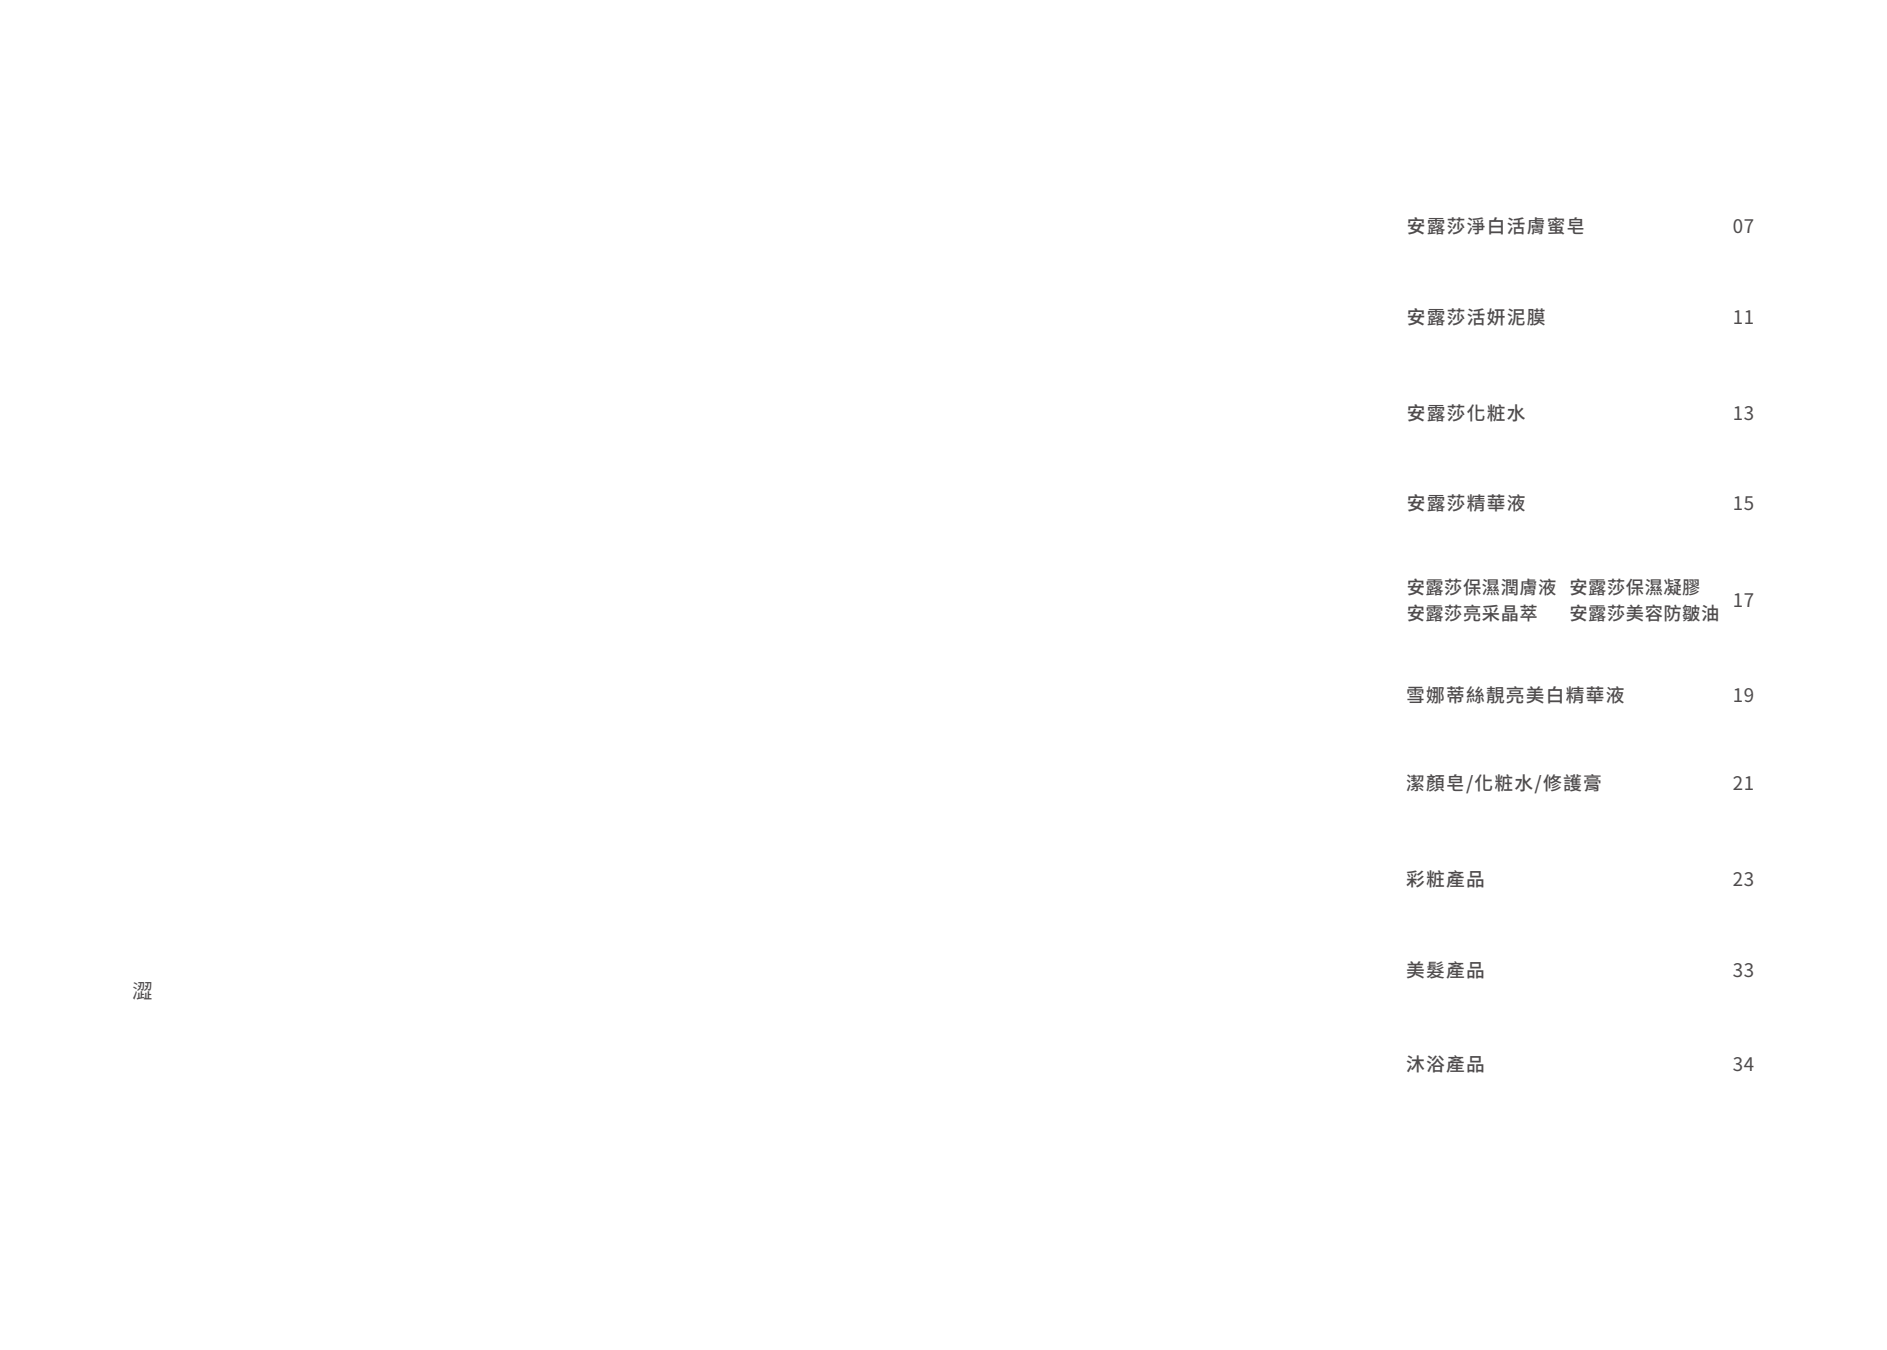 安露莎淨白活膚蜜皂 07
安露莎活妍泥膜 11
安露莎化粧水 13
安露莎精華液 15
安露莎保濕潤膚液 安露莎保濕凝膠
安露莎亮采晶萃 安露莎美容防皺油 17
雪娜蒂絲靚亮美白精華液 19
潔顏皂/化粧水/修護膏 21
彩粧產品 23
美髮產品 33
澀
沐浴產品 34